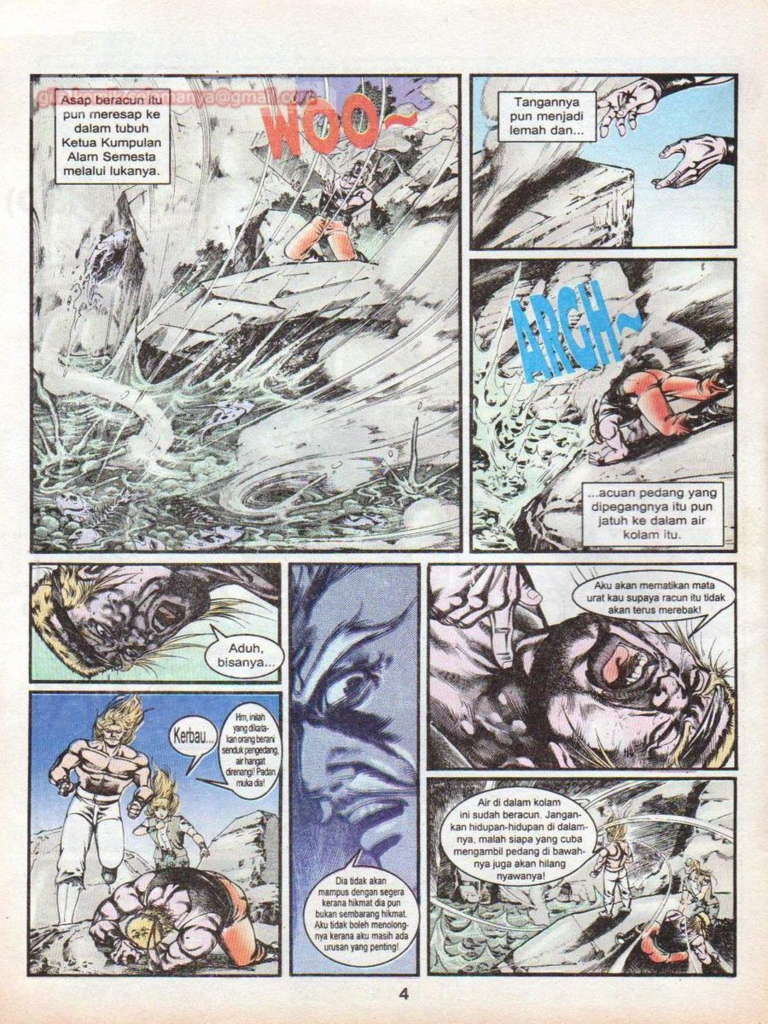 Asap beracun itu
pun meresap ke
dalam tubuh
Ketua Kumpulan
Alam Semesta
melalui lukanya.
WOO~
Tangannya
pun menjadi
lemah dan...
ARGH~
...acuan pedang yang
dipegangnya itu pun
jatuh ke dalam air
kolam itu.
Aduh,
bisanya...
Kerbau...
Hm, inilah
yang dikata-
kan orang berani
senduk pengedang,
air hangat
direnangi! Padan
muka dia!
Dia tidak akan
mampus dengan segera
kerana hikmat dia pun
bukan sembarang hikmat.
Aku tidak boleh menolong-
nya kerana aku masih ada
urusan yang penting!
Aku akan mematikan mata
urat kau supaya racun itu tidak
akan terus merebak!
Air di dalam kolam
ini sudah beracun. Jangan-
kan hidupan-hidupan di dalam-
nya, malah siapa yang cuba
mengambil pedang di bawah-
nya juga akan hilang
nyawanya!
4